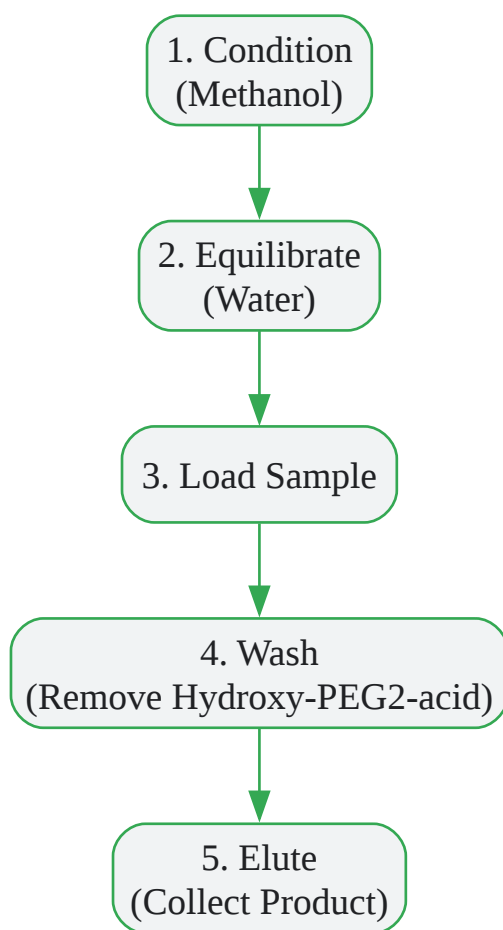 1. Condition
(Methanol)
2. Equilibrate
(Water)
3. Load Sample
4. Wash
(Remove Hydroxy-PEG2-acid)
5. Elute
(Collect Product)